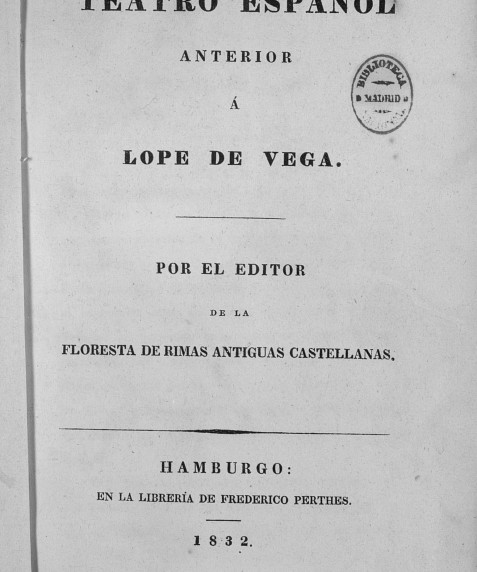 TEATRO ESPAÑOL
ANTERIOR
Á
LOPE DE VEGA.
BIBLIOTECA
MADRID
POR EL EDITOR
DE LA
FLORESTA DE RIMAS ANTIGUAS CASTELLANAS.
HAMBURGO:
EN LA LIBRERÍA DE FREDERICO PERTHES.
1832.